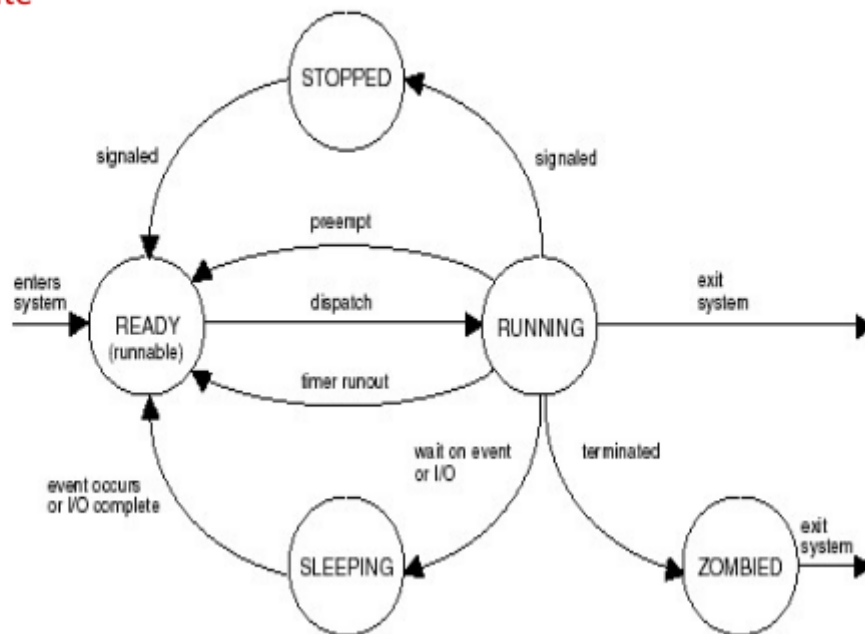 STOPPED
signaled
signaled
preempt
enters
system
exit
system
READY
(runnable)
dispatch
RUNNING
timer runout
wait on event
or I/O
terminated
event occurs
or I/O complete
SLEEPING
ZOMBIED
exit
system